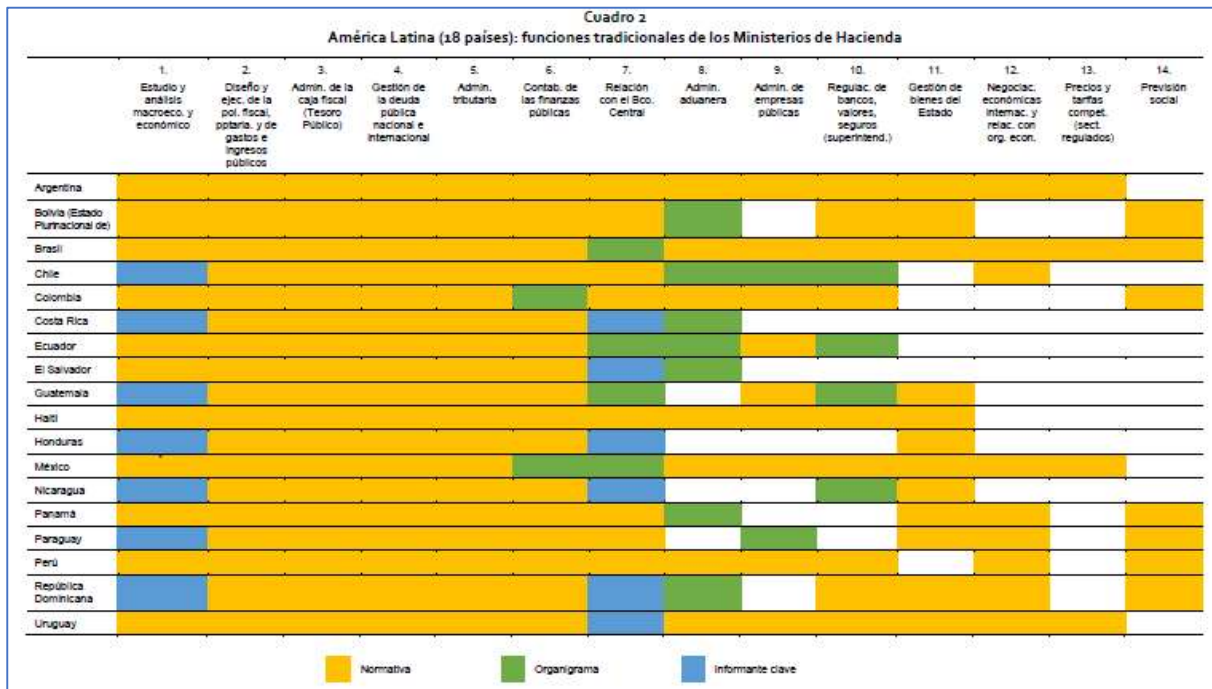 Cuadro 2
América Latina (18 países): funciones tradicionales de los Ministerios de Hacienda
1. 2. 3. 4. 5. 6. 7. 8. 9. 10. 11. 12. 13. 14.
Estudio y
análisis
macroeco. y
económico
Diseño y
ejec. de la
pol. fiscal,
pptaria. y de
gastos e
ingresos
públicos
Admin. de la
caja fiscal
(Tesoro
Público)
Gestión de
la deuda
pública
nacional e
internacional
Admin.
tributaria
Contab. de
las finanzas
públicas
Relación
con el Bco.
Central
Admin.
aduanera
Admin. de
empresas
públicas
Regulac. de
bancos,
valores,
seguros
(superintend.)
Gestión de
bienes del
Estado
Negociac.
económicas
internac. y
relac. con
org. econ.
Precios y
tarifas
compet.
(sect.
regulados)
Previsión
social
Argentina
Bolivia (Estado
Plurinacional de)
Brasil
Chile
Colombia
Costa Rica
Ecuador
El Salvador
Guatemala
Haití
Honduras
México
Nicaragua
Panamá
Paraguay
Perú
República
Dominicana
Uruguay
Normativa Organigrama Informante clave